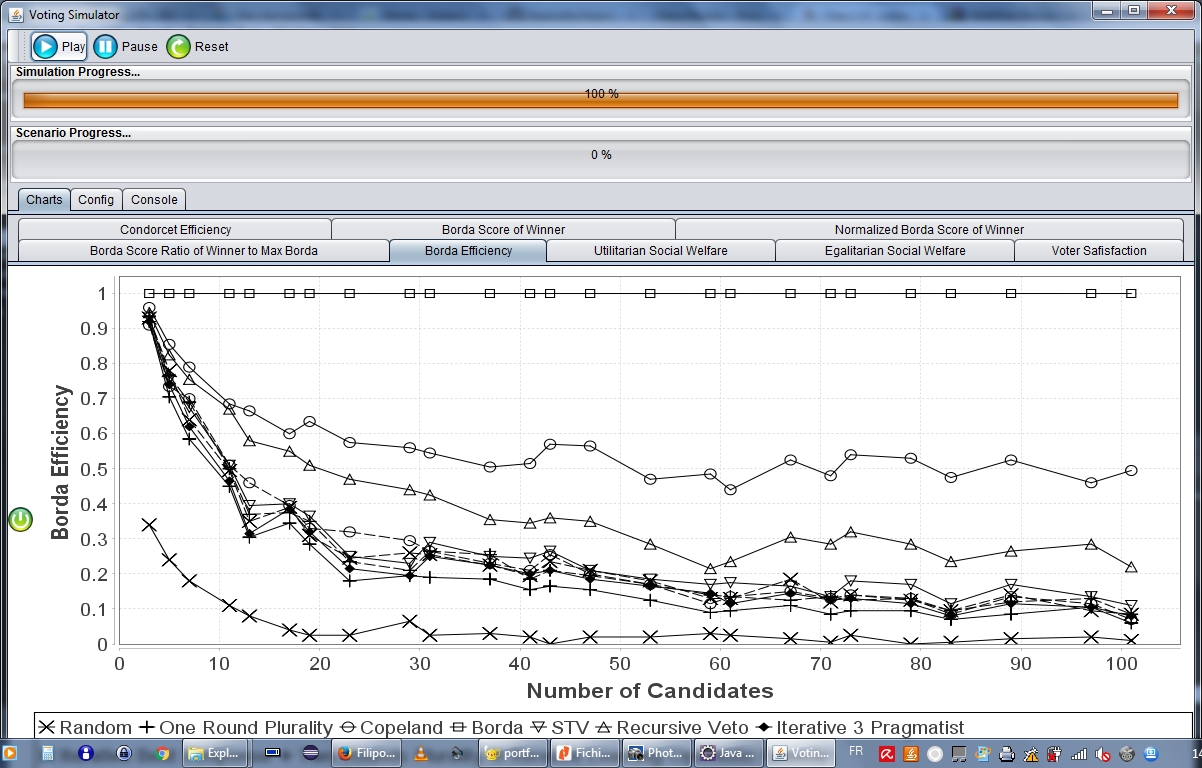 Voting Simulator
Play Pause Reset
Simulation Progress...
100 %
Scenario Progress...
0 %
Charts Config Console
Condorcet Efficiency Borda Score of Winner Normalized Borda Score of Winner
Borda Score Ratio of Winner to Max Borda Borda Efficiency Utilitarian Social Welfare Egalitarian Social Welfare Voter Safisfaction
1
0.9
0.8
0.7
0.6
0.5
0.4
0.3
0.2
0.1
0
Borda Efficiency
0 10 20 30 40 50 60 70 80 90 100
Number of Candidates
Random One Round Plurality Copeland Borda STV Recursive Veto Iterative 3 Pragmatist
Expl... Filipo... portf... Fichi... Phot... Java ... Votin... FR 14